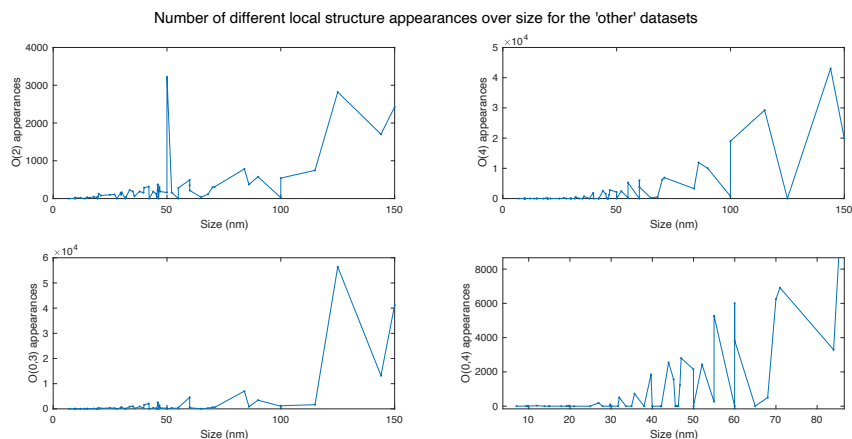 Number of different local structure appearances over size for the 'other' datasets
4000
3000
2000
1000
0
O(2) appearances
0 50 100 150
Size (nm)
×10⁴
5
4
3
2
1
0
O(4) appearances
0 50 100 150
Size (nm)
×10⁴
6
5
4
3
2
1
0
O(0,3) appearances
0 50 100 150
Size (nm)
8000
6000
4000
2000
0
O(0,4) appearances
10 20 30 40 50 60 70 80
Size (nm)